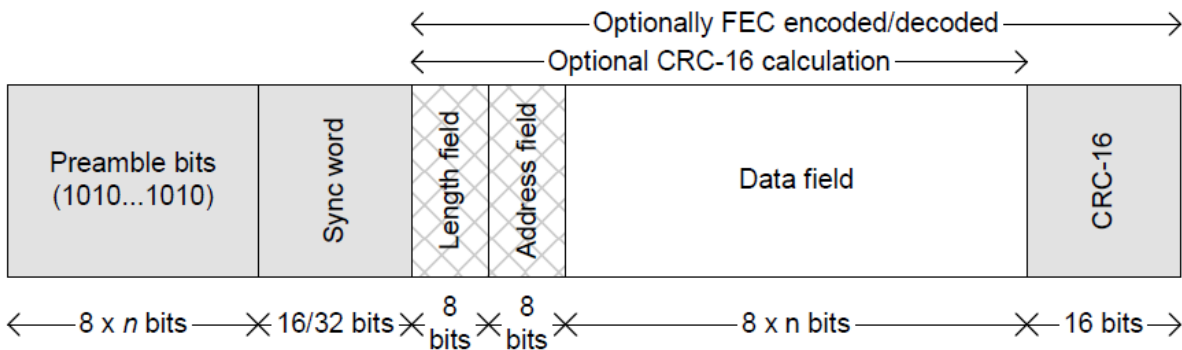 Optionally FEC encoded/decoded
Optional CRC-16 calculation
Preamble bits
(1010...1010)
Sync word
Length field
Address field
Data field
CRC-16
8 x n bits
16/32 bits
8
bits
8
bits
8 x n bits
16 bits